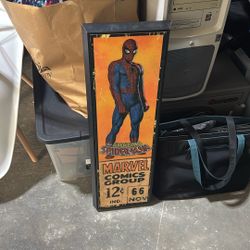 THE AMAZING
SPIDER-MAN
MARVEL
COMICS
GROUP
12¢ 66
IND. NOV